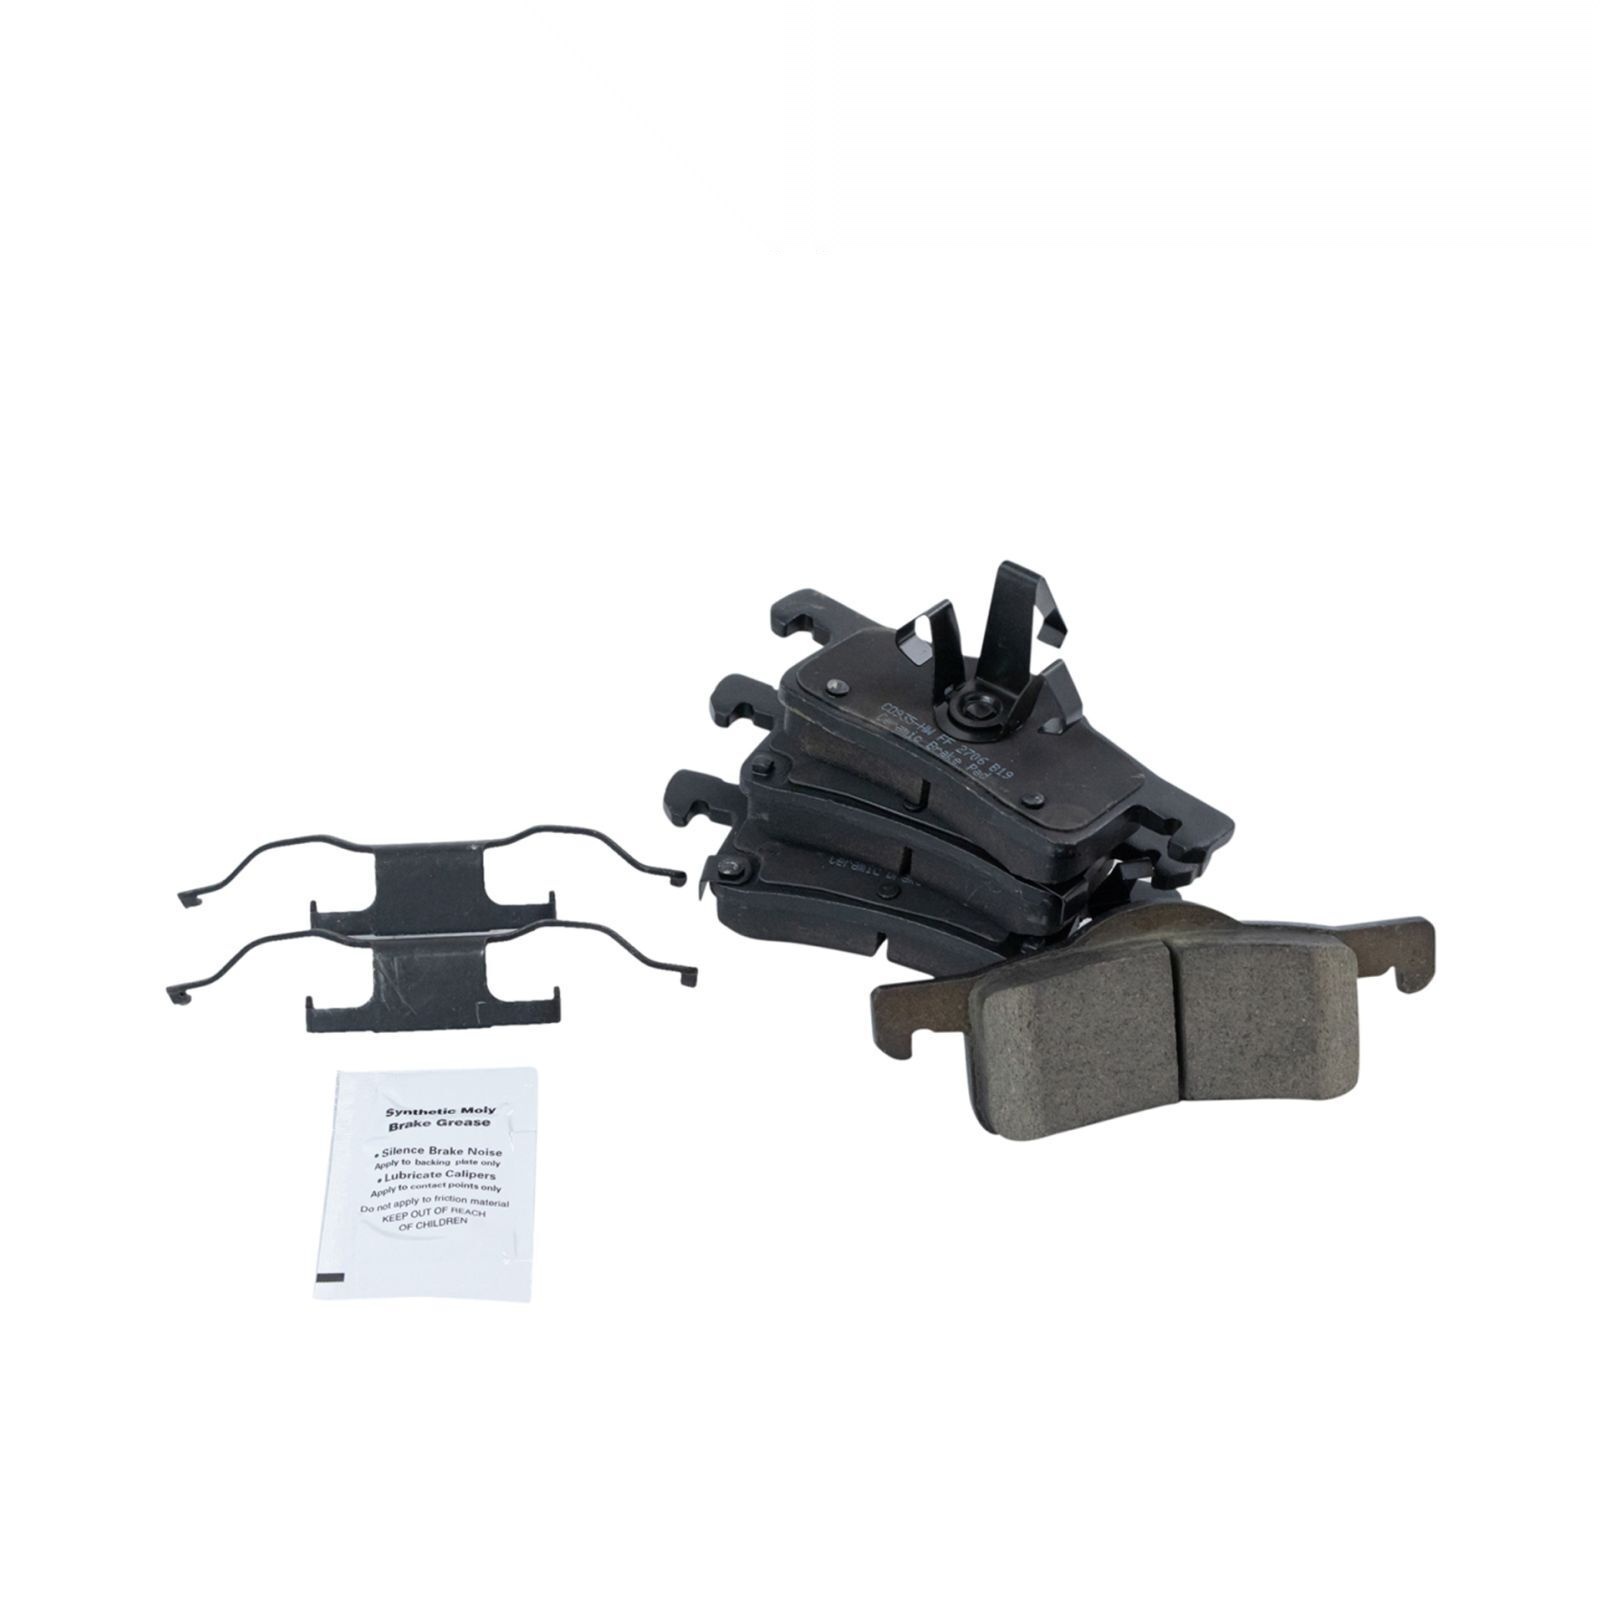 CD935-HW FF 2706 B19
Ceramic Brake Pad
Ceramic Brake
Synthetic Moly
Brake Grease
• Silence Brake Noise
Apply to backing plate only
• Lubricate Calipers
Apply to contact points only
Do not apply to friction material
KEEP OUT OF REACH
OF CHILDREN